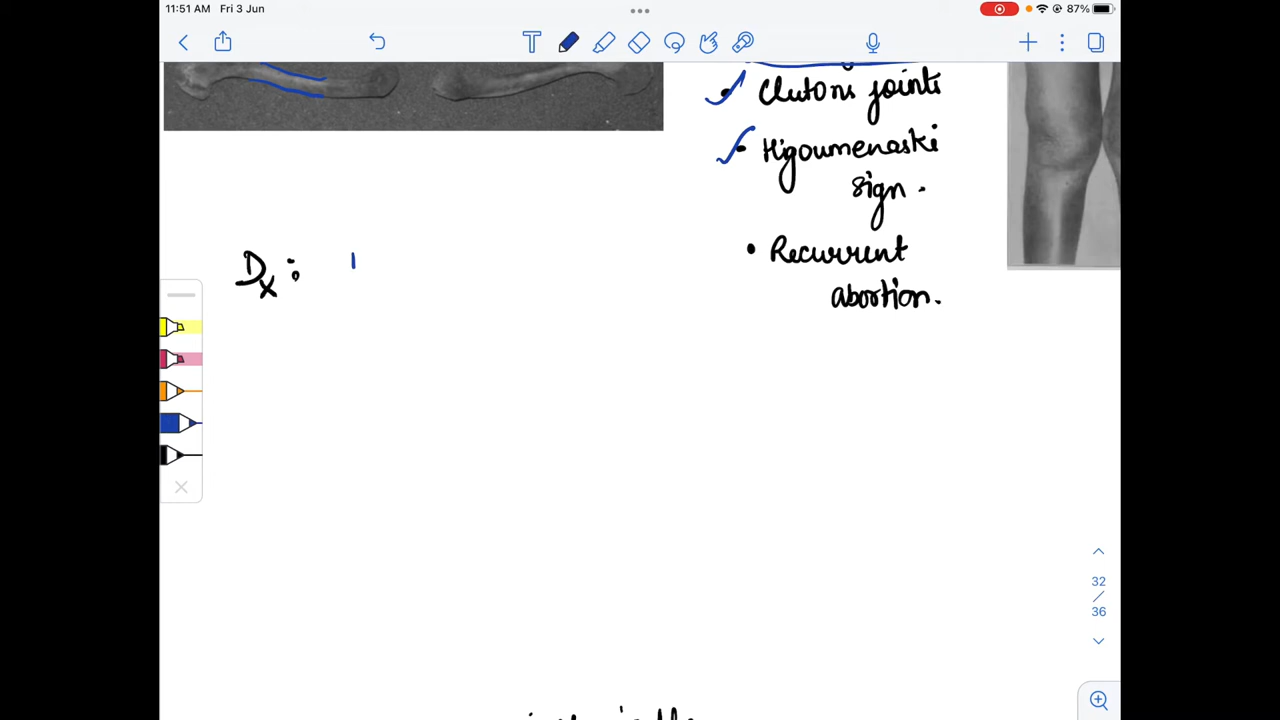 11:51 AM Fri 3 Jun
87%
T
Clutons joints
Higoumenaski
sign.
Dx:
• Recurrent
abortion.
32
36